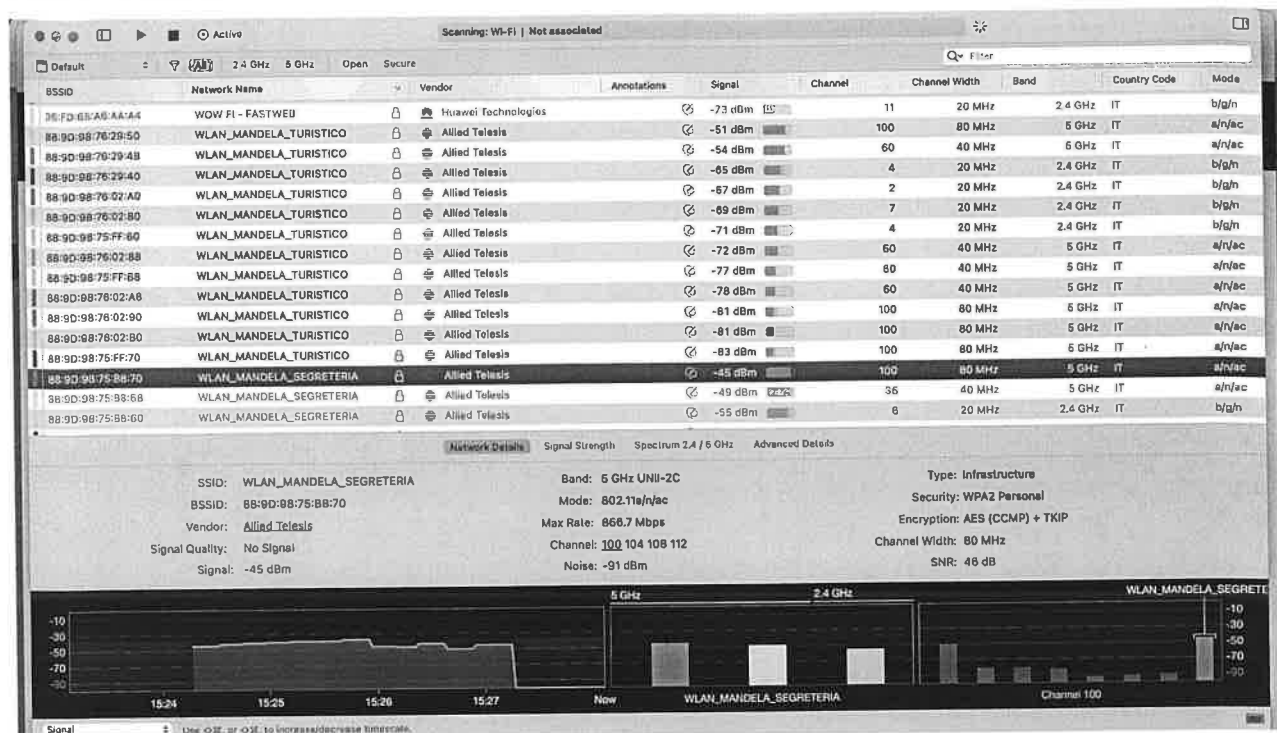 Activo Scanning: Wi-Fi | Not associated
Default 2.4 GHz 5 GHz Open Secure Filter
BSSID Network Name Vendor Annotations Signal Channel Channel Width Band Country Code Mode
WOW FI - FASTWEB Huawei Technologies -73 dBm 11 20 MHz 2.4 GHz IT b/g/n
88:9D:98:76:29:50 WLAN_MANDELA_TURISTICO Allied Telesis -51 dBm 100 80 MHz 5 GHz IT a/n/ac
88:9D:98:76:29:48 WLAN_MANDELA_TURISTICO Allied Telesis -54 dBm 60 40 MHz 5 GHz IT a/n/ac
88:9D:98:76:29:40 WLAN_MANDELA_TURISTICO Allied Telesis -65 dBm 4 20 MHz 2.4 GHz IT b/g/n
88:9D:98:76:02:A0 WLAN_MANDELA_TURISTICO Allied Telesis -67 dBm 2 20 MHz 2.4 GHz IT b/g/n
88:9D:98:76:02:80 WLAN_MANDELA_TURISTICO Allied Telesis -69 dBm 7 20 MHz 2.4 GHz IT b/g/n
88:9D:98:75:FF:60 WLAN_MANDELA_TURISTICO Allied Telesis -71 dBm 4 20 MHz 2.4 GHz IT b/g/n
88:9D:98:76:02:88 WLAN_MANDELA_TURISTICO Allied Telesis -72 dBm 60 40 MHz 5 GHz IT a/n/ac
88:9D:98:75:FF:68 WLAN_MANDELA_TURISTICO Allied Telesis -77 dBm 60 40 MHz 5 GHz IT a/n/ac
88:9D:98:76:02:A8 WLAN_MANDELA_TURISTICO Allied Telesis -78 dBm 60 40 MHz 5 GHz IT a/n/ac
88:9D:98:76:02:90 WLAN_MANDELA_TURISTICO Allied Telesis -81 dBm 100 80 MHz 5 GHz IT a/n/ac
88:9D:98:76:02:B0 WLAN_MANDELA_TURISTICO Allied Telesis -81 dBm 100 80 MHz 5 GHz IT a/n/ac
88:9D:98:75:FF:70 WLAN_MANDELA_TURISTICO Allied Telesis -83 dBm 100 80 MHz 5 GHz IT a/n/ac
88:9D:98:75:B8:70 WLAN_MANDELA_SEGRETERIA Allied Telesis -45 dBm 100 80 MHz 5 GHz IT a/n/ac
88:9D:98:75:B8:68 WLAN_MANDELA_SEGRETERIA Allied Telesis -49 dBm 36 40 MHz 5 GHz IT a/n/ac
88:9D:98:75:B8:60 WLAN_MANDELA_SEGRETERIA Allied Telesis -55 dBm 6 20 MHz 2.4 GHz IT b/g/n
Network Details Signal Strength Spectrum 2.4 / 5 GHz Advanced Details
SSID: WLAN_MANDELA_SEGRETERIA Band: 5 GHz UNII-2C Type: Infrastructure
BSSID: 88:9D:98:75:B8:70 Mode: 802.11a/n/ac Security: WPA2 Personal
Vendor: Allied Telesis Max Rate: 866.7 Mbps Encryption: AES (CCMP) + TKIP
Signal Quality: No Signal Channel: 100 104 108 112 Channel Width: 80 MHz
Signal: -45 dBm Noise: -91 dBm SNR: 46 dB
5 GHz 2.4 GHz WLAN_MANDELA_SEGRETE
-10 -10
-30 -30
-50 -50
-70 -70
-90 -90
15:24 15:25 15:26 15:27 Now WLAN_MANDELA_SEGRETERIA Channel 100
Signal to increase/decrease timescale.